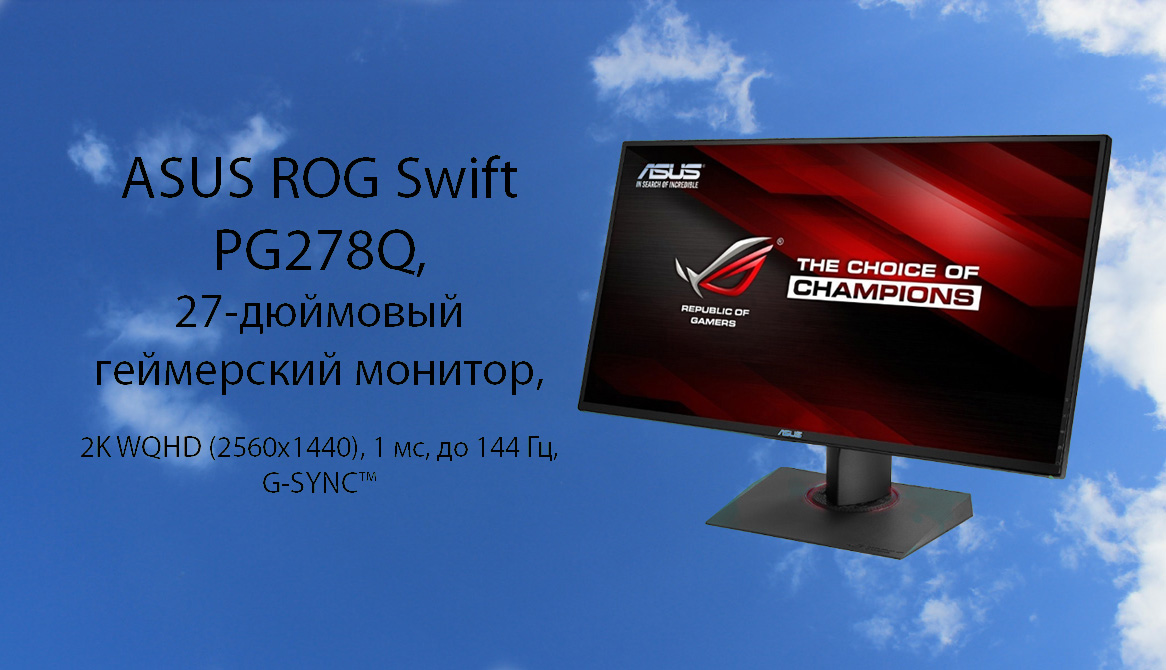 ASUS ROG Swift
PG278Q,
27-дюймовый
геймерский монитор,
2K WQHD (2560x1440), 1 мс, до 144 Гц,
G-SYNC™
ASUS
IN SEARCH OF INCREDIBLE
REPUBLIC OF
GAMERS
®
THE CHOICE OF
CHAMPIONS
ASUS